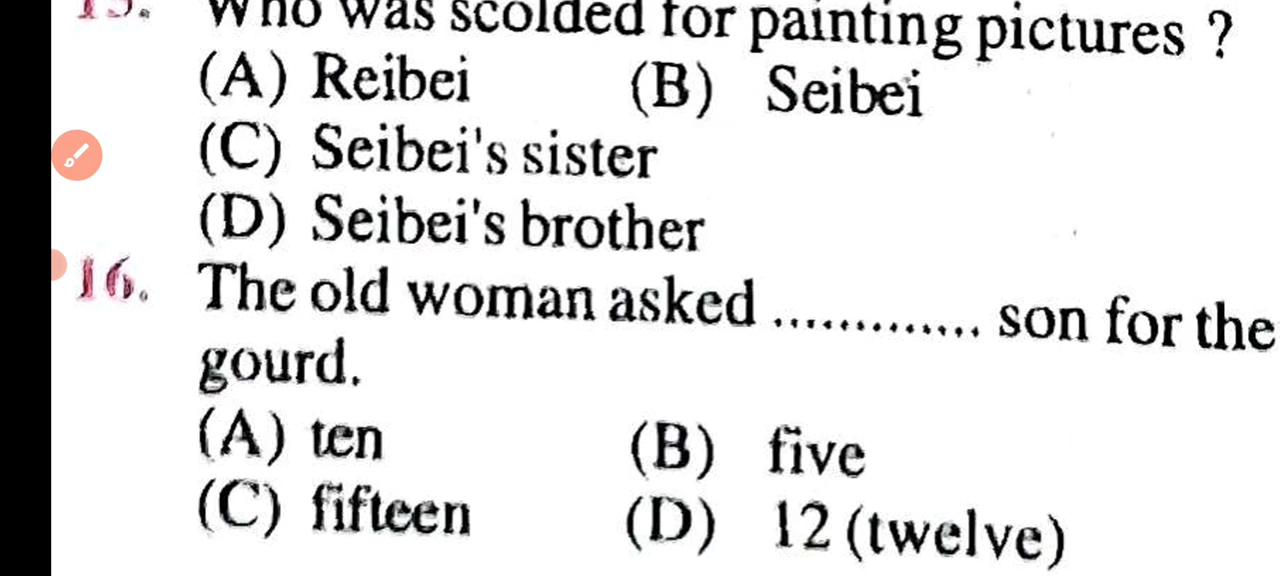 15. Who was scolded for painting pictures ?
(A) Reibei (B) Seibei
(C) Seibei's sister
(D) Seibei's brother
16. The old woman asked ............. son for the
gourd.
(A) ten (B) five
(C) fifteen (D) 12 (twelve)